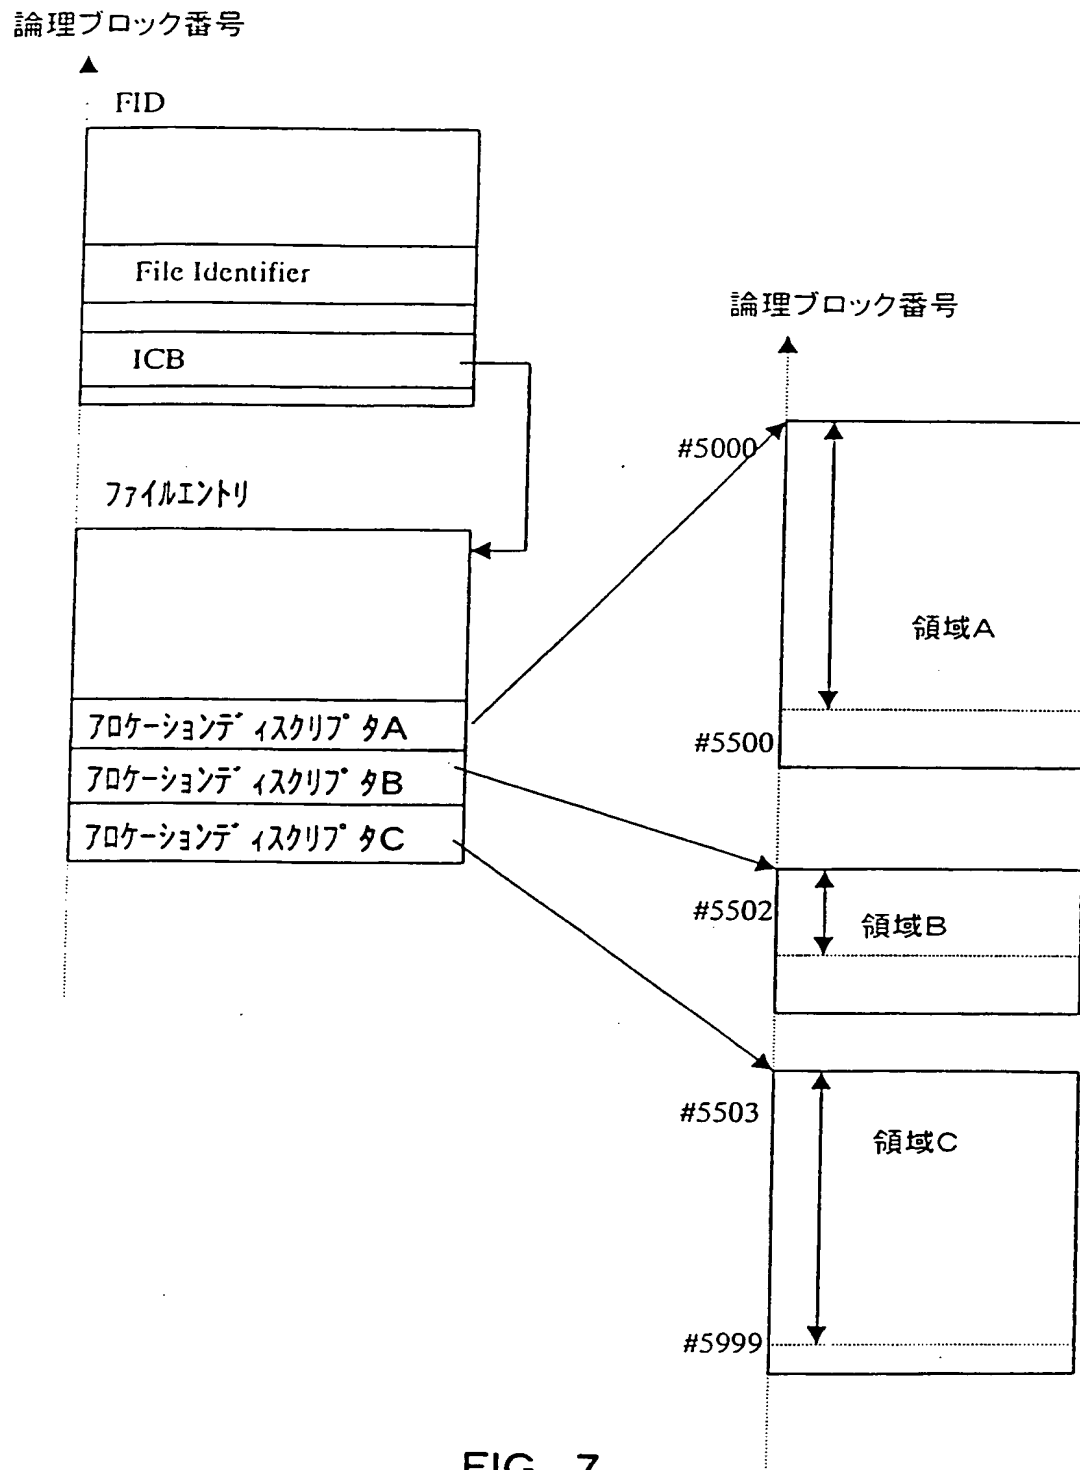 論理ブロック番号
FID
File Identifier
ICB
ファイルエントリ
アロケーションディスクリプタA
アロケーションディスクリプタB
アロケーションディスクリプタC
論理ブロック番号
#5000
領域A
#5500
#5502
領域B
#5503
領域C
#5999
FIG. 7